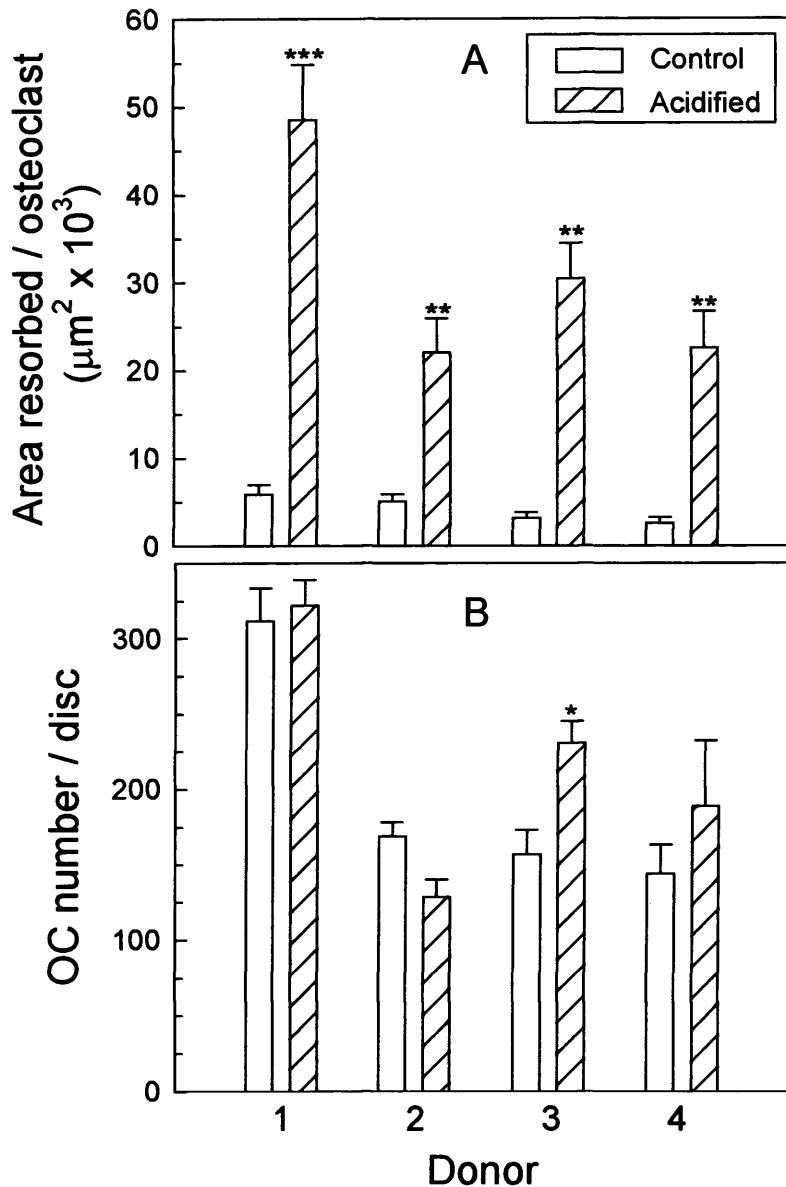 Area resorbed / osteoclast
(μm² x 10³)
60
50
40
30
20
10
0
A
Control
Acidified
***
**
**
**
OC number / disc
300
200
100
0
B
*
1 2 3 4
Donor